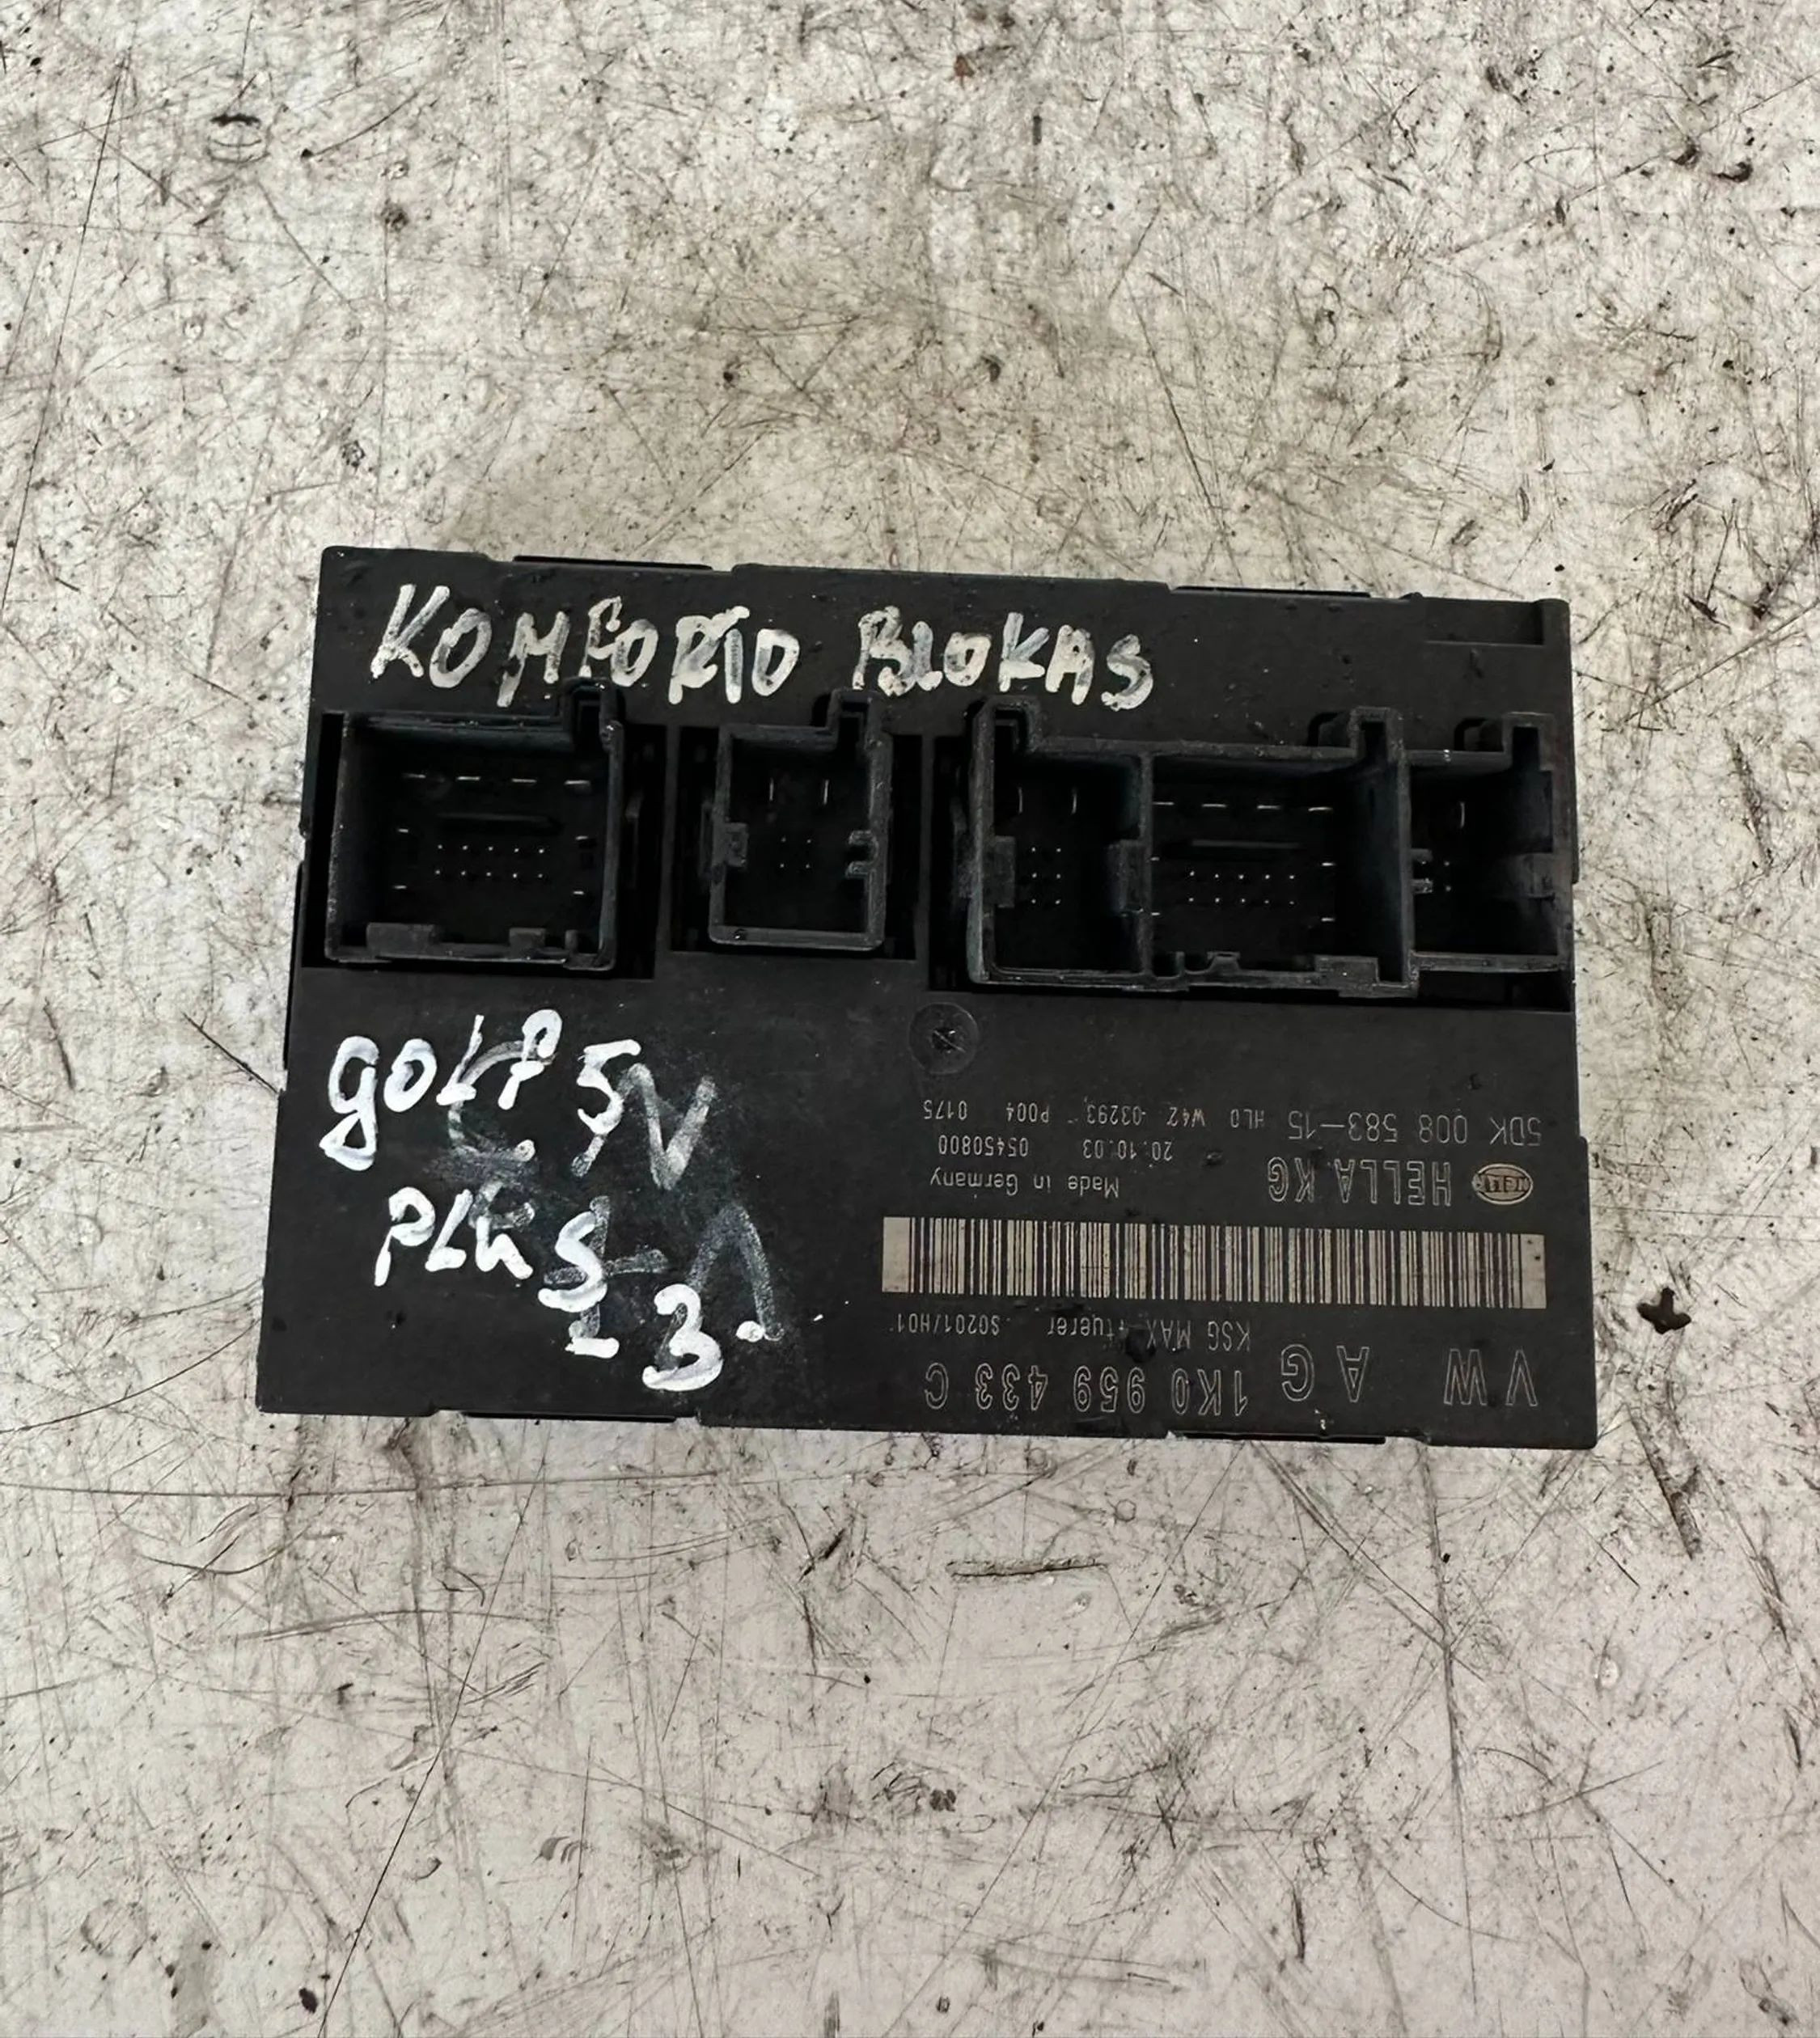 KOMFORTO BLOKAS
GOLF 5
PLUS
-3.
VW AG 1K0 959 433 C
KSG MAX S0201/H01
HELLA HELLA KG Made in Germany
20.10.03 05450800
5DK 008 583-15 HLO W42 03293 P004 0175